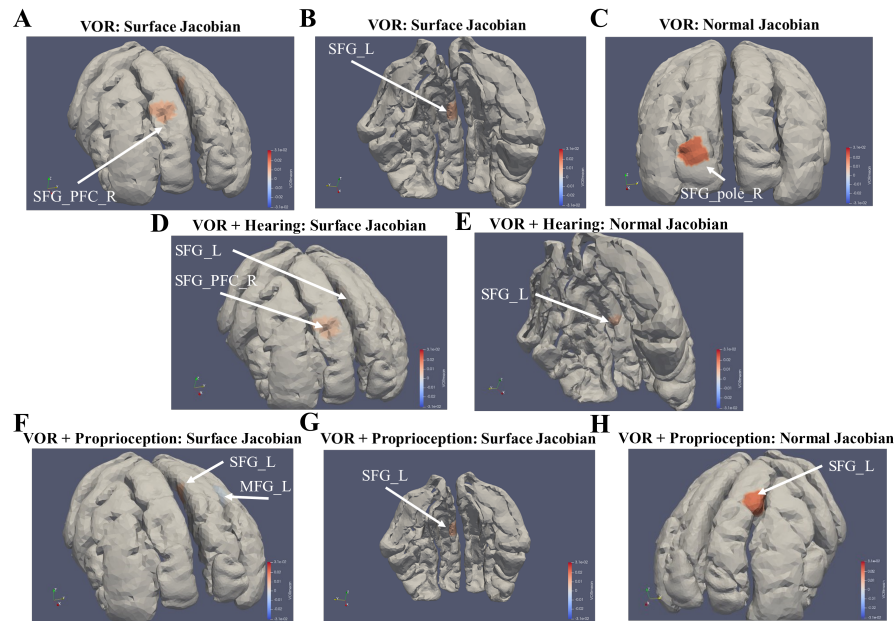 A
VOR: Surface Jacobian
SFG_PFC_R
B
VOR: Surface Jacobian
SFG_L
C
VOR: Normal Jacobian
SFG_pole_R
D
VOR + Hearing: Surface Jacobian
SFG_L
SFG_PFC_R
E
VOR + Hearing: Normal Jacobian
SFG_L
F
VOR + Proprioception: Surface Jacobian
SFG_L
MFG_L
G
VOR + Proprioception: Surface Jacobian
SFG_L
H
VOR + Proprioception: Normal Jacobian
SFG_L